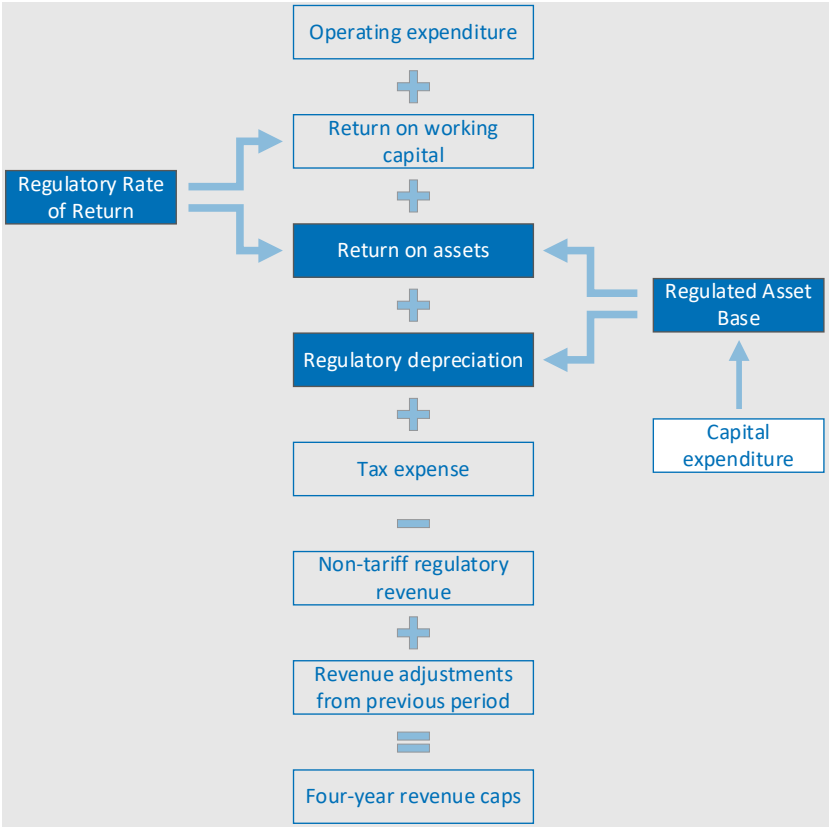 Operating expenditure
Return on working
capital
Regulatory Rate
of Return
Return on assets
Regulated Asset
Base
Regulatory depreciation
Capital
expenditure
Tax expense
Non-tariff regulatory
revenue
Revenue adjustments
from previous period
Four-year revenue caps